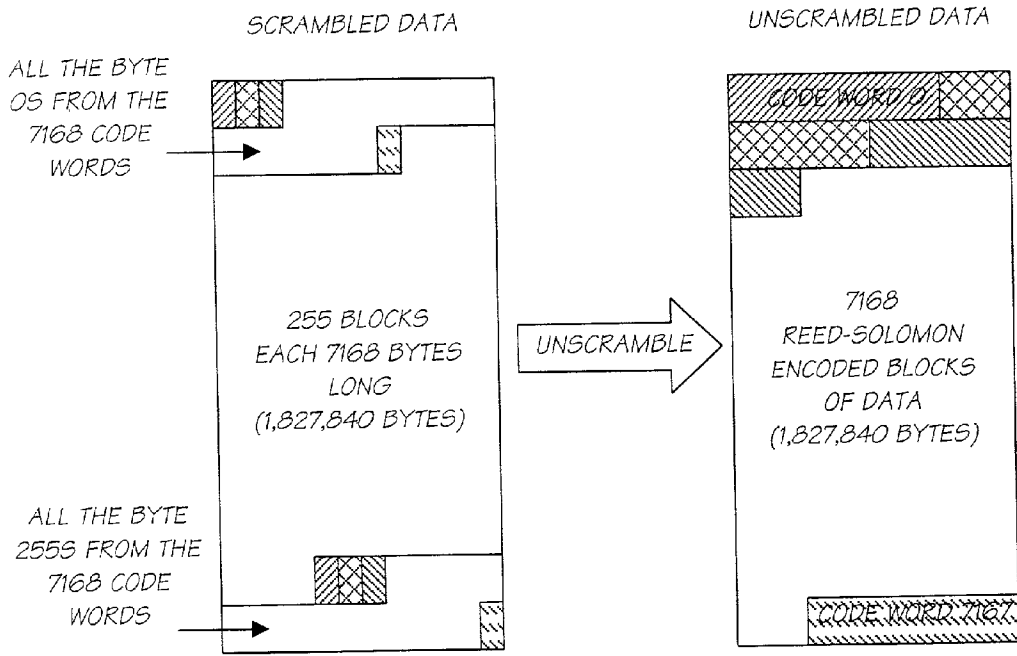 SCRAMBLED DATA
ALL THE BYTE
0S FROM THE
7168 CODE
WORDS
255 BLOCKS
EACH 7168 BYTES
LONG
(1,827,840 BYTES)
ALL THE BYTE
255S FROM THE
7168 CODE
WORDS
UNSCRAMBLE
UNSCRAMBLED DATA
CODE WORD 0
7168
REED-SOLOMON
ENCODED BLOCKS
OF DATA
(1,827,840 BYTES)
CODE WORD 7167